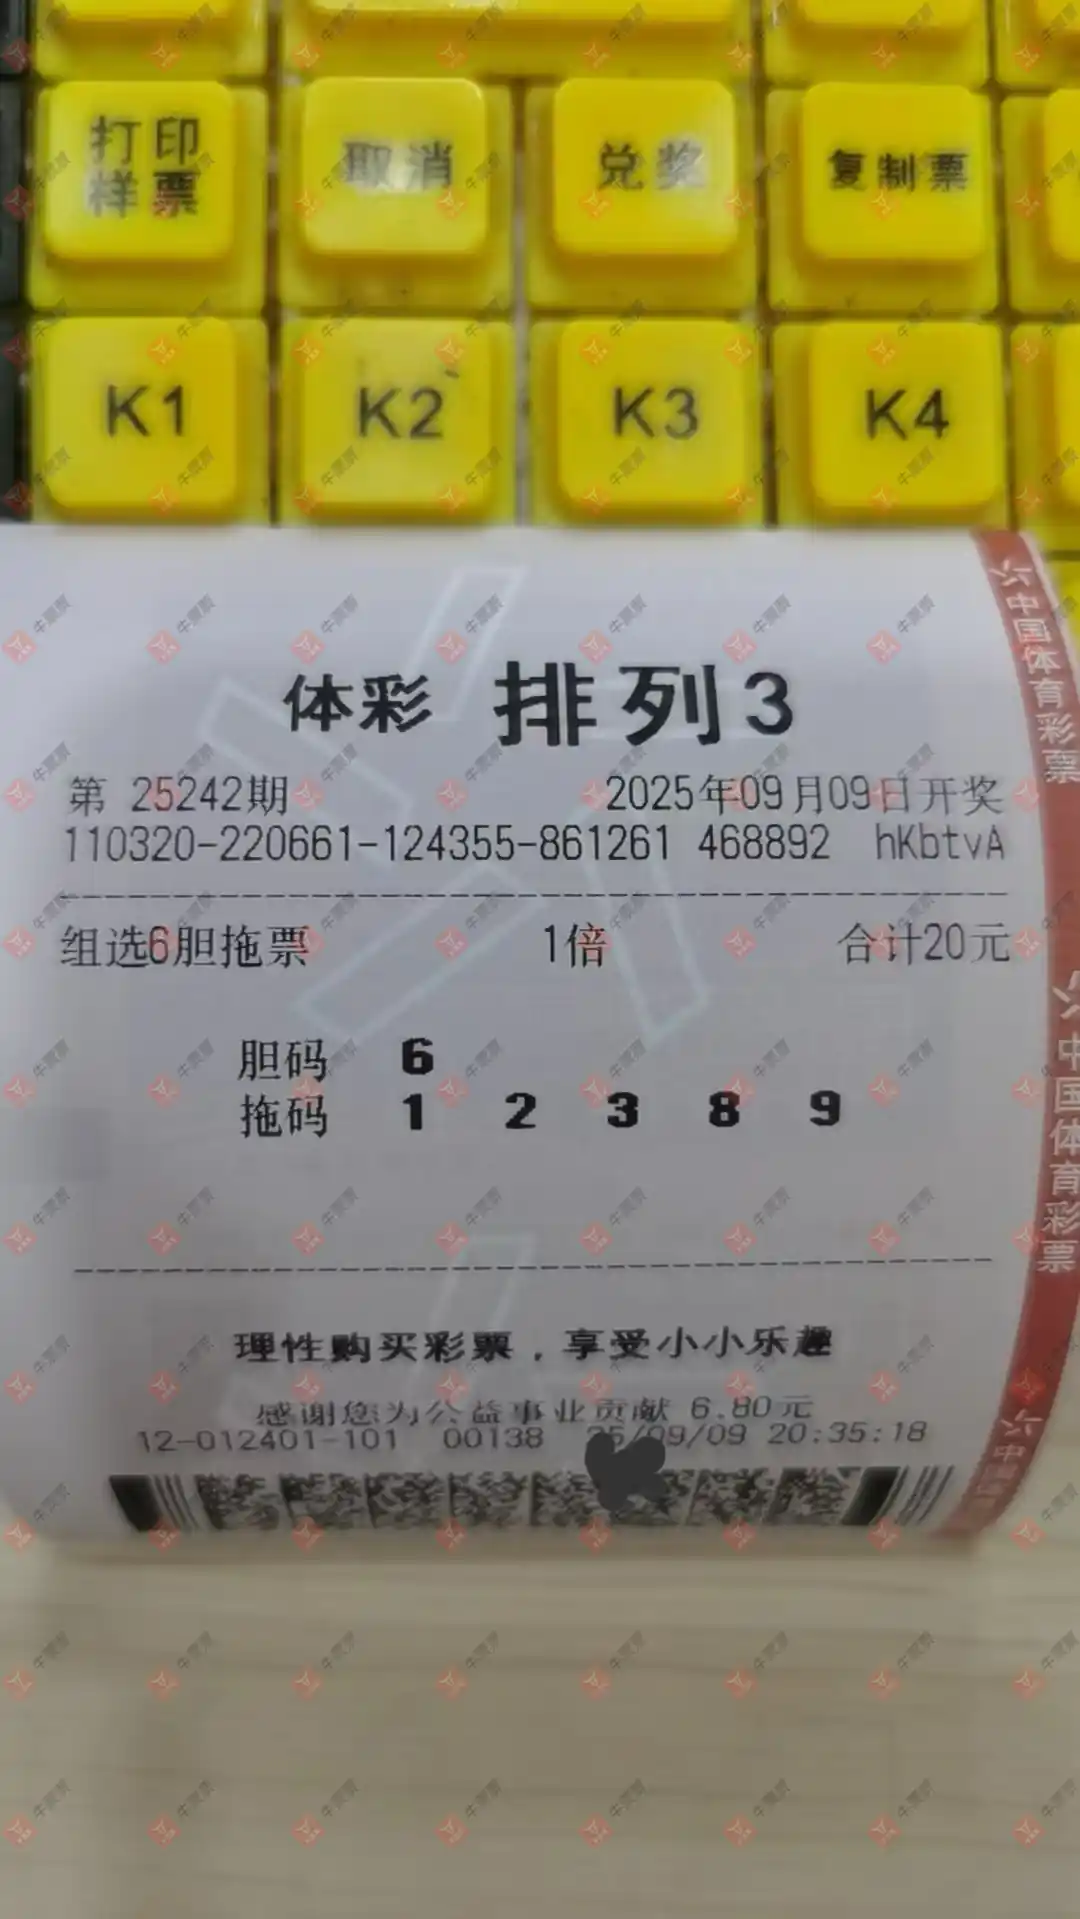 打印 取消 兑奖 复制票
样票
K1 K2 K3 K4
体彩 排列3
第 25242期 2025年09月09日开奖
110320-220661-124355-861261 468892 hKbtvA
组选6胆拖票 1倍 合计20元
胆码 6
拖码 1 2 3 8 9
理性购买彩票，享受小小乐趣
感谢您为公益事业贡献 6.80元
12-012401-101 00138 25/09/09 20:35:18
中国体育彩票
中国体育彩票
中国
牛票票